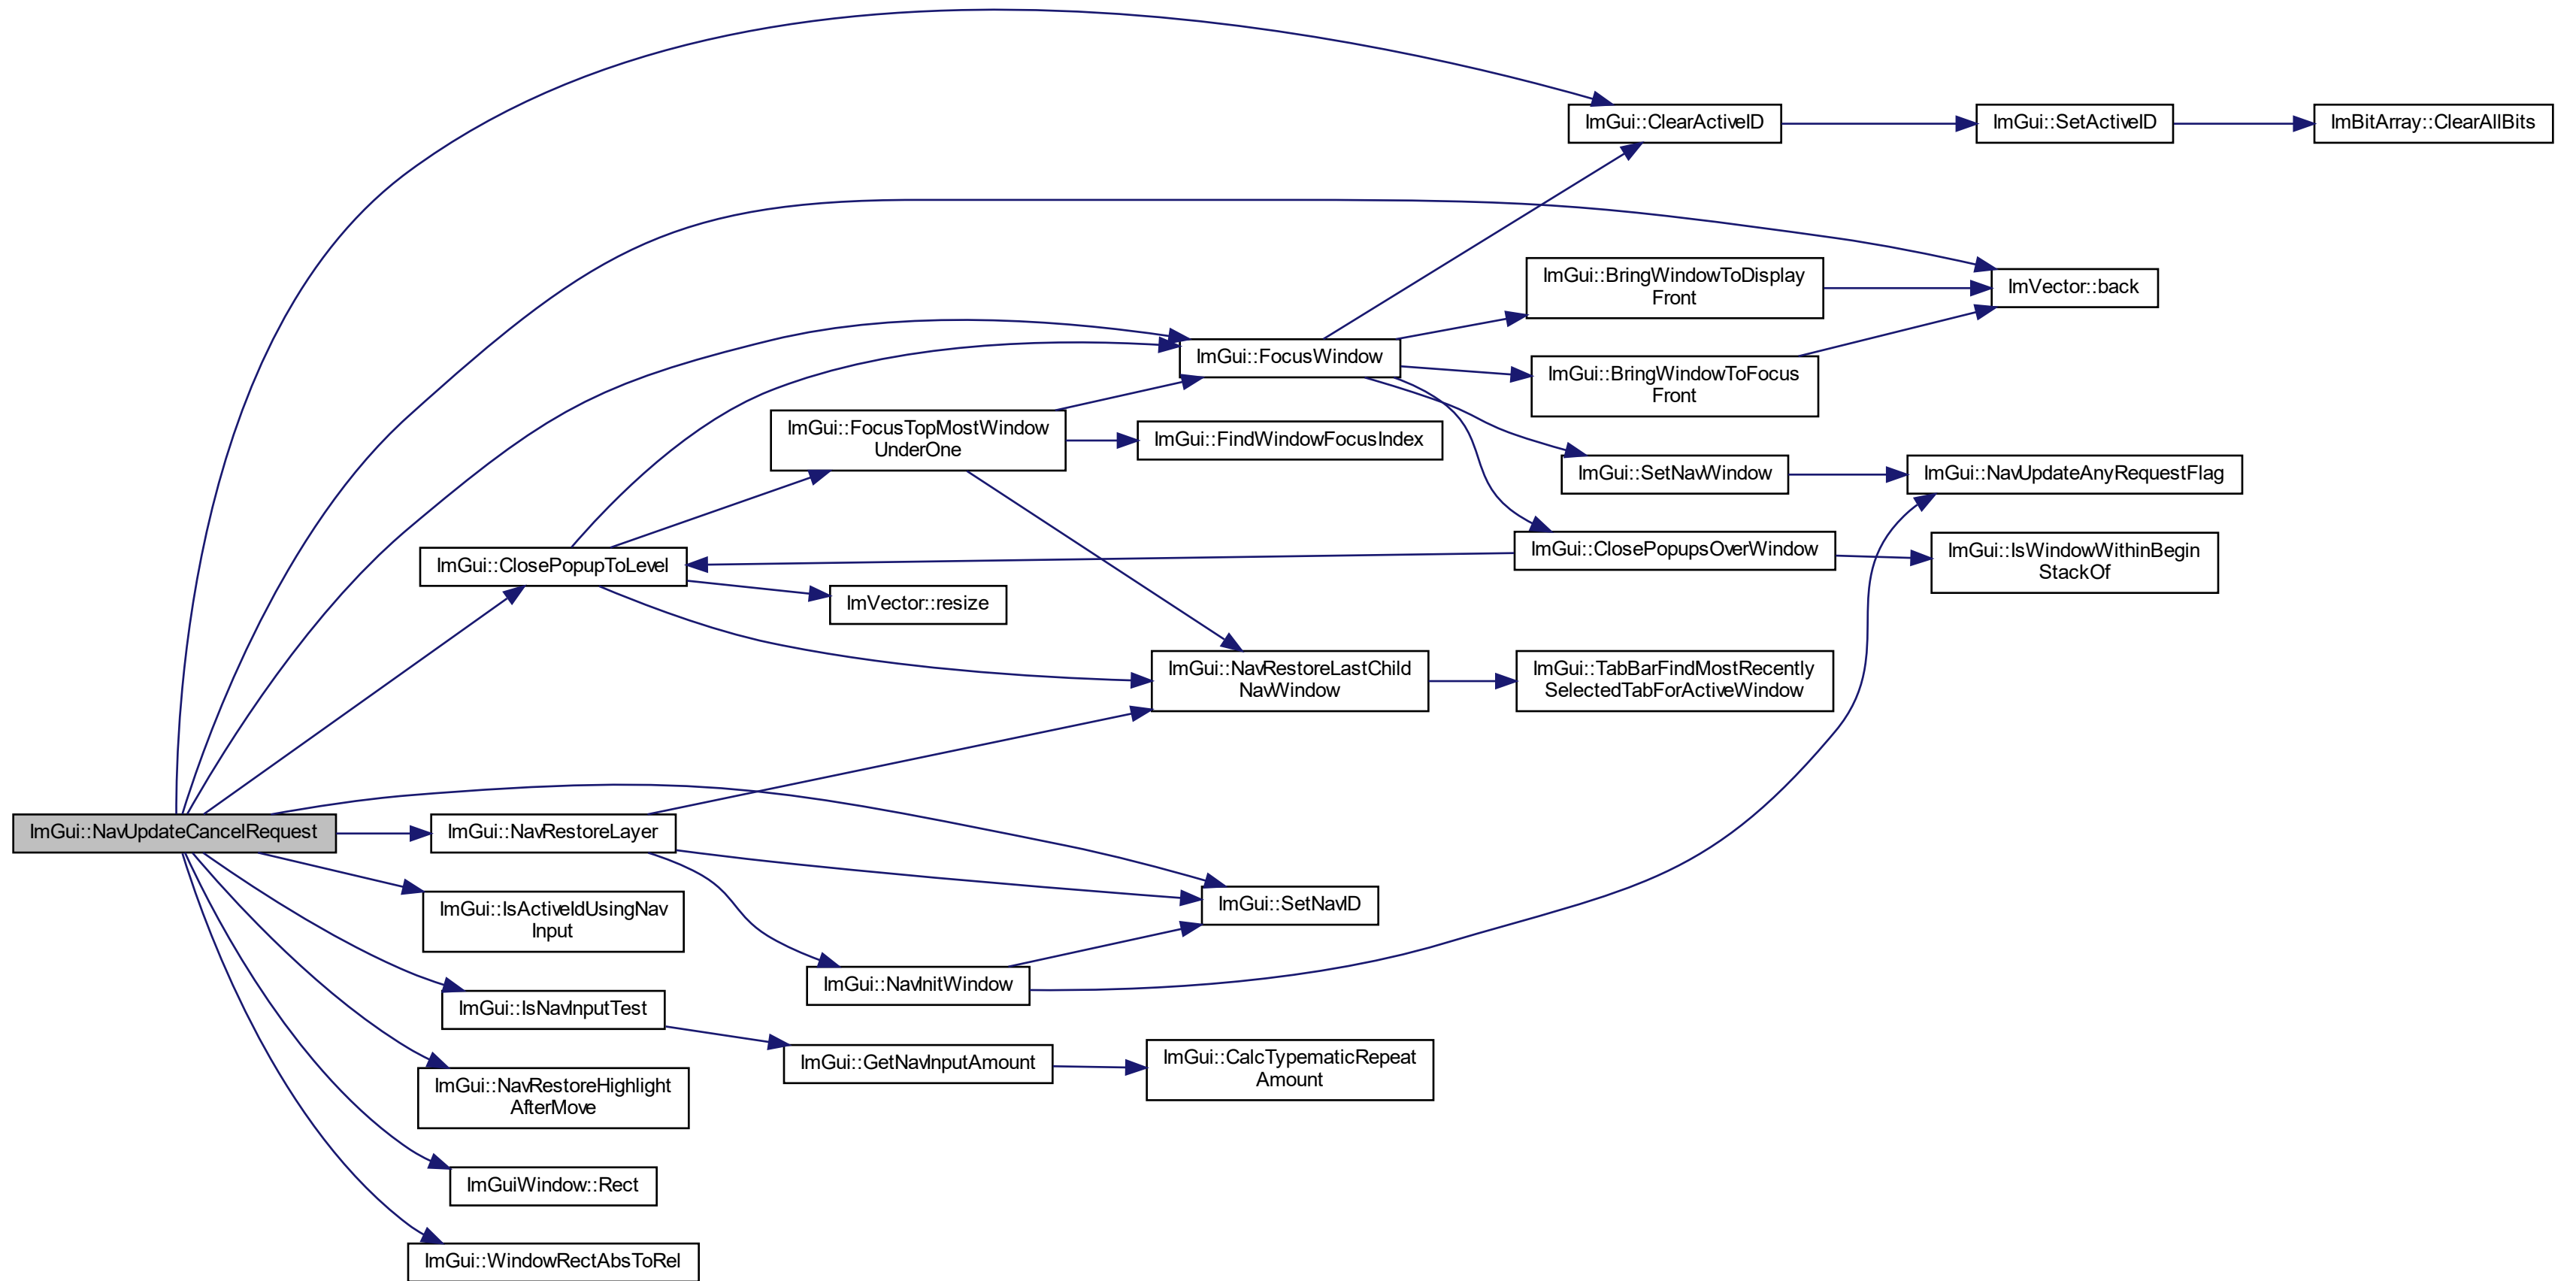 ImGui::ClearActiveID
ImGui::SetActiveID
ImBitArray::ClearAllBits
ImGui::BringWindowToDisplay
Front
ImVector::back
ImGui::FocusWindow
ImGui::BringWindowToFocus
Front
ImGui::FocusTopMostWindow
UnderOne
ImGui::FindWindowFocusIndex
ImGui::SetNavWindow
ImGui::NavUpdateAnyRequestFlag
ImGui::ClosePopupToLevel
ImGui::ClosePopupsOverWindow
ImGui::IsWindowWithinBegin
StackOf
ImVector::resize
ImGui::NavRestoreLastChild
NavWindow
ImGui::TabBarFindMostRecently
SelectedTabForActiveWindow
ImGui::NavUpdateCancelRequest
ImGui::NavRestoreLayer
ImGui::IsActiveIdUsingNav
Input
ImGui::SetNavID
ImGui::NavInitWindow
ImGui::IsNavInputTest
ImGui::GetNavInputAmount
ImGui::CalcTypematicRepeat
Amount
ImGui::NavRestoreHighlight
AfterMove
ImGuiWindow::Rect
ImGui::WindowRectAbsToRel